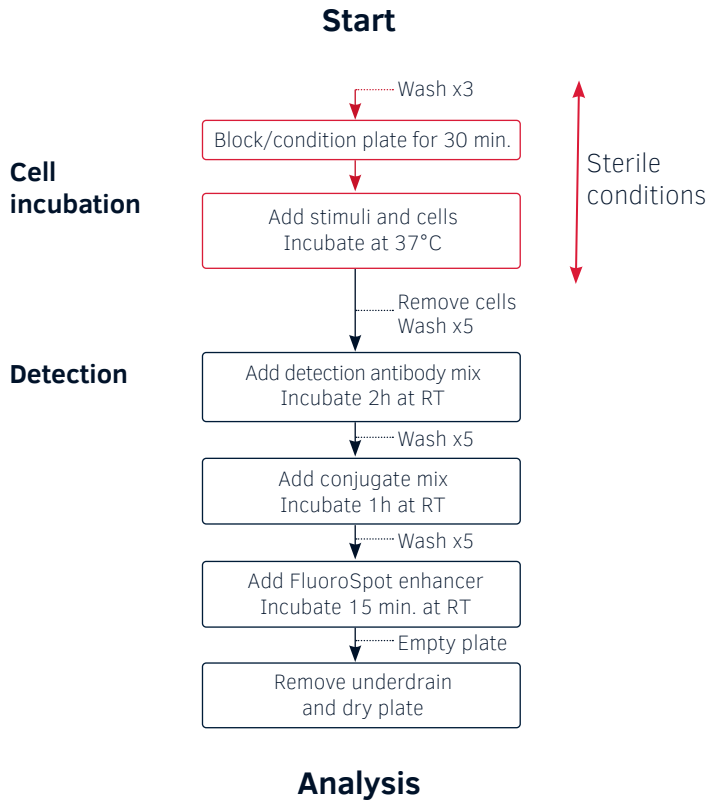 Start
Wash x3
Block/condition plate for 30 min.
Cell
incubation
Sterile
conditions
Add stimuli and cells
Incubate at 37°C
Remove cells
Wash x5
Detection
Add detection antibody mix
Incubate 2h at RT
Wash x5
Add conjugate mix
Incubate 1h at RT
Wash x5
Add FluoroSpot enhancer
Incubate 15 min. at RT
Empty plate
Remove underdrain
and dry plate
Analysis